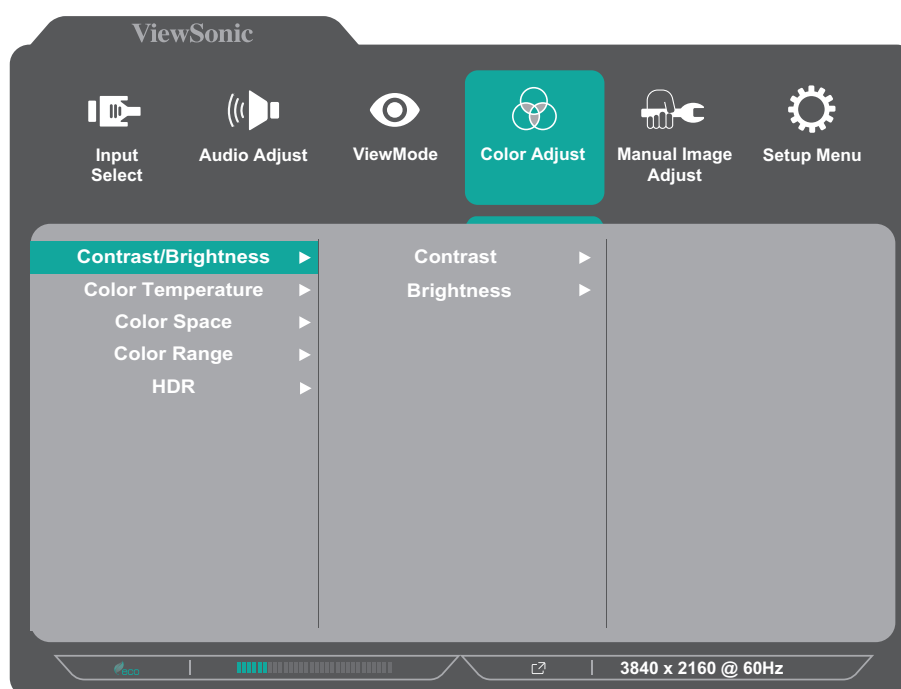 ViewSonic
Input
Select
Audio Adjust
ViewMode
Color Adjust
Manual Image
Adjust
Setup Menu
Contrast/Brightness
Color Temperature
Color Space
Color Range
HDR
Contrast
Brightness
eco
3840 x 2160 @ 60Hz